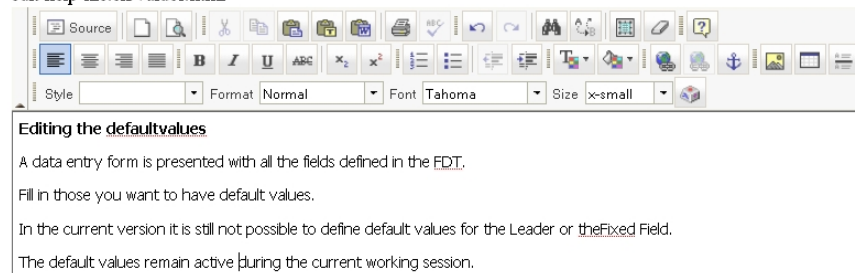 Source
B I U ABC x₂ x²
Style Format Normal Font Tahoma Size x-small
Editing the defaultvalues
A data entry form is presented with all the fields defined in the FDT.
Fill in those you want to have default values.
In the current version it is still not possible to define default values for the Leader or theFixed Field.
The default values remain active during the current working session.